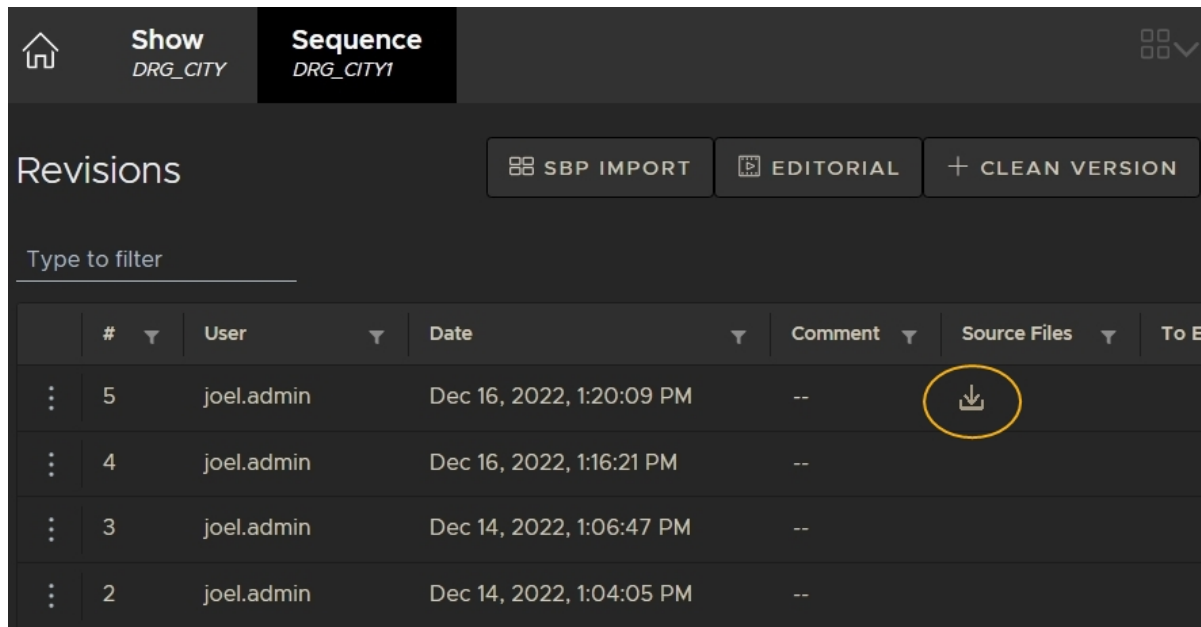 Show Sequence
DRG_CITY DRG_CITY1
Revisions SBP IMPORT EDITORIAL + CLEAN VERSION
Type to filter
# User Date Comment Source Files To E
5 joel.admin Dec 16, 2022, 1:20:09 PM --
4 joel.admin Dec 16, 2022, 1:16:21 PM --
3 joel.admin Dec 14, 2022, 1:06:47 PM --
2 joel.admin Dec 14, 2022, 1:04:05 PM --